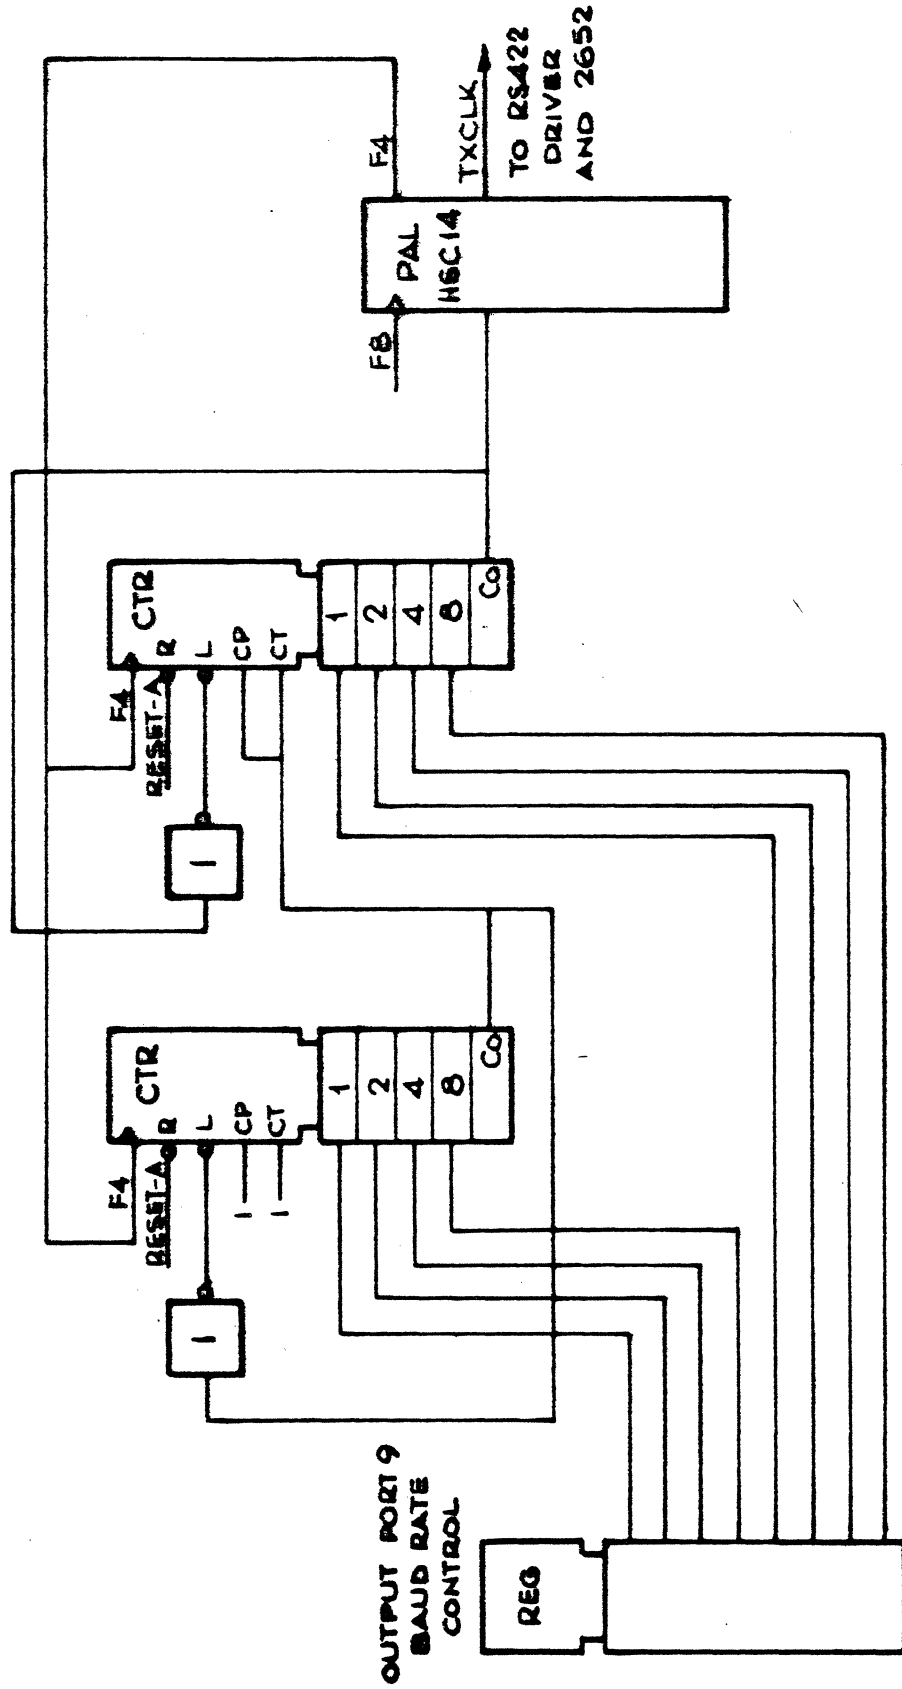 OUTPUT PORT 9
BAUD RATE
CONTROL
REG
F4
RESET-A
1
CTR
R
L
CP
CT
1
1
1
2
4
8
CO
F4
RESET-A
1
CTR
R
L
CP
CT
1
2
4
8
CO
F8
PAL
H6C14
F4
TXCLK
TO RS422
DRIVER
AND 2652